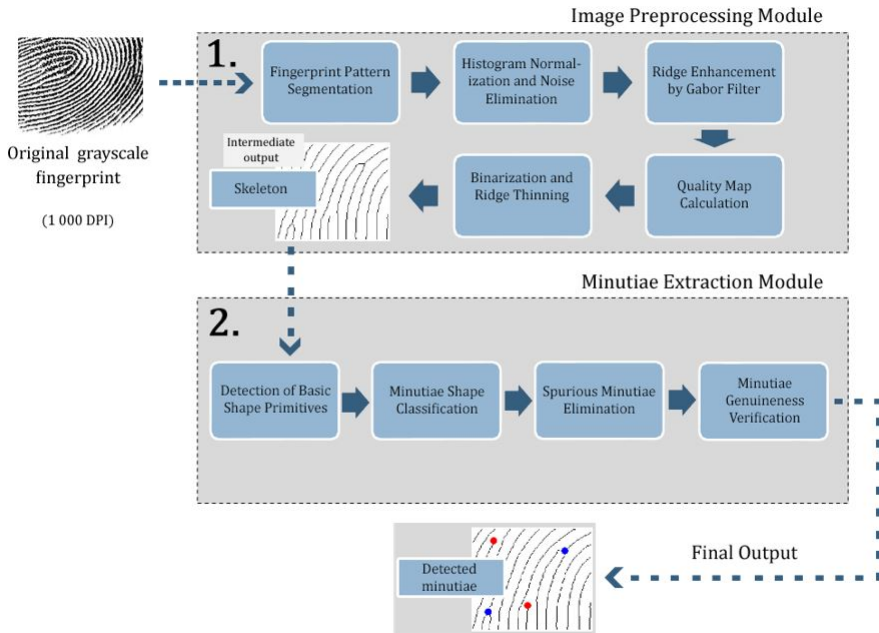 Image Preprocessing Module
1.
Fingerprint Pattern
Segmentation
Histogram Normal-
ization and Noise
Elimination
Ridge Enhancement
by Gabor Filter
Original grayscale
fingerprint
(1 000 DPI)
Intermediate
output
Skeleton
Binarization and
Ridge Thinning
Quality Map
Calculation
Minutiae Extraction Module
2.
Detection of Basic
Shape Primitives
Minutiae Shape
Classification
Spurious Minutiae
Elimination
Minutiae
Genuineness
Verification
Final Output
Detected
minutiae